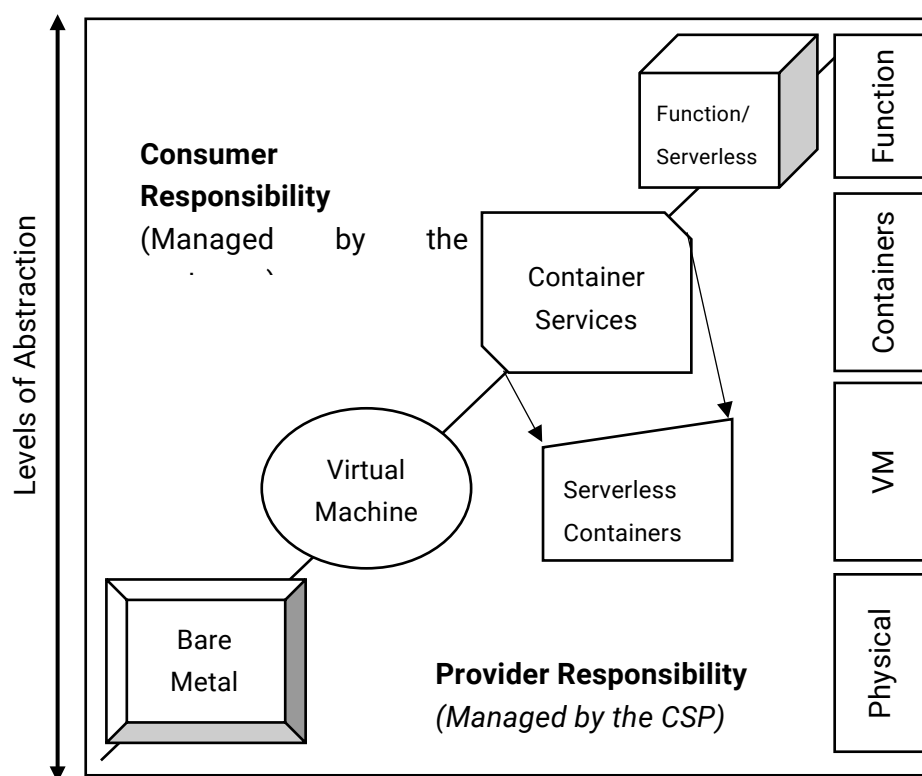 Levels of Abstraction
Consumer
Responsibility
(Managed by the
Function/
Serverless
Container
Services
Virtual
Machine
Serverless
Containers
Bare
Metal
Provider Responsibility
(Managed by the CSP)
Function
Containers
VM
Physical